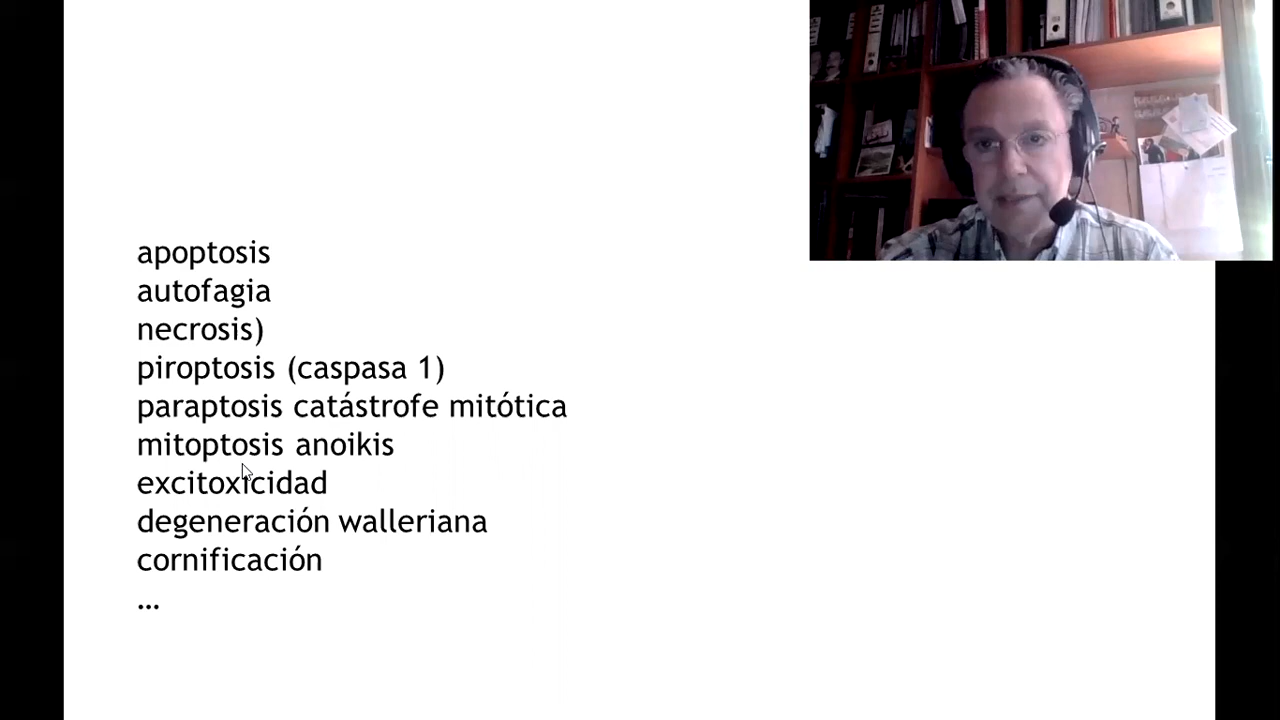 apoptosis
autofagia
necrosis)
piroptosis (caspasa 1)
paraptosis catástrofe mitótica
mitoptosis anoikis
excitoxicidad
degeneración walleriana
cornificación
...